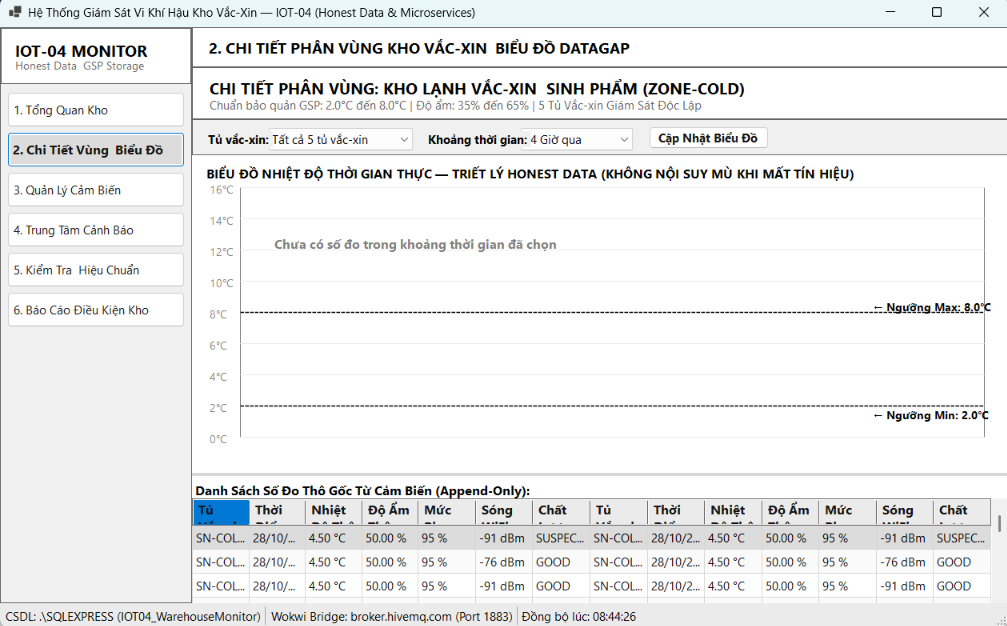 Hệ Thống Giám Sát Vi Khí Hậu Kho Vắc-Xin — IOT-04 (Honest Data & Microservices)
IOT-04 MONITOR
Honest Data GSP Storage
1. Tổng Quan Kho
2. Chi Tiết Vùng Biểu Đồ
3. Quản Lý Cảm Biến
4. Trung Tâm Cảnh Báo
5. Kiểm Tra Hiệu Chuẩn
6. Báo Cáo Điều Kiện Kho
2. CHI TIẾT PHÂN VÙNG KHO VẮC-XIN BIỂU ĐỒ DATAGAP
CHI TIẾT PHÂN VÙNG: KHO LẠNH VẮC-XIN SINH PHẨM (ZONE-COLD)
Chuẩn bảo quản GSP: 2.0°C đến 8.0°C | Độ ẩm: 35% đến 65% | 5 Tủ Vắc-xin Giám Sát Độc Lập
Tủ vắc-xin: Tất cả 5 tủ vắc-xin Khoảng thời gian: 4 Giờ qua Cập Nhật Biểu Đồ
BIỂU ĐỒ NHIỆT ĐỘ THỜI GIAN THỰC — TRIẾT LÝ HONEST DATA (KHÔNG NỘI SUY MÙ KHI MẤT TÍN HIỆU)
16°C
14°C
Chưa có số đo trong khoảng thời gian đã chọn
12°C
10°C
8°C
← Ngưỡng Max: 8.0°C
6°C
4°C
2°C
← Ngưỡng Min: 2.0°C
0°C
Danh Sách Số Đo Thô Gốc Từ Cảm Biến (Append-Only):
Tủ Thời Nhiệt Độ Ẩm Mức Sóng Chất Tủ Thời Nhiệt Độ Ẩm Mức Sóng Chất
SN-COL... 28/10/... 4.50 °C 50.00 % 95 % -91 dBm SUSPEC... SN-COL... 28/10/2... 4.50 °C 50.00 % 95 % -91 dBm SUSPEC...
SN-COL... 28/10/... 4.50 °C 50.00 % 95 % -76 dBm GOOD SN-COL... 28/10/2... 4.50 °C 50.00 % 95 % -76 dBm GOOD
SN-COL... 28/10/... 4.50 °C 50.00 % 95 % -91 dBm GOOD SN-COL... 28/10/2... 4.50 °C 50.00 % 95 % -91 dBm GOOD
CSDL: .\SQLEXPRESS (IOT04_WarehouseMonitor) Wokwi Bridge: broker.hivemq.com (Port 1883) Đồng bộ lúc: 08:44:26